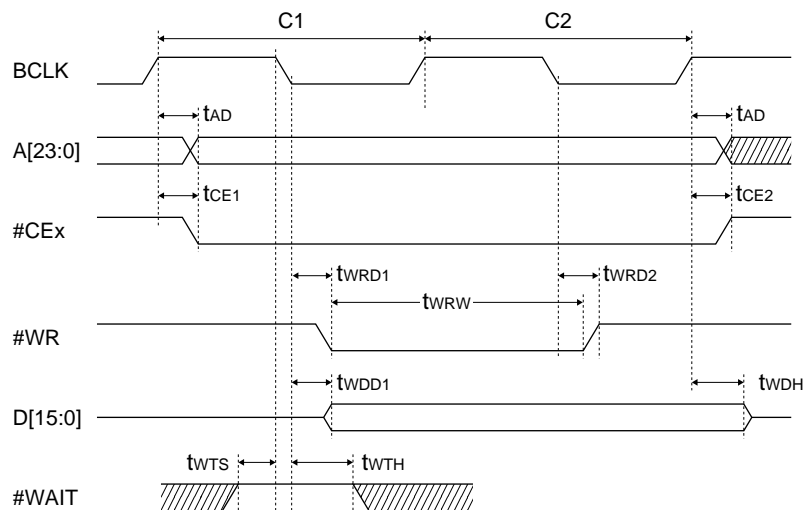 C1 C2
BCLK
tAD tAD
A[23:0]
tCE1 tCE2
#CEx
tWRD1 tWRD2
tWRW
#WR
tWDD1 tWDH
D[15:0]
tWTS tWTH
#WAIT